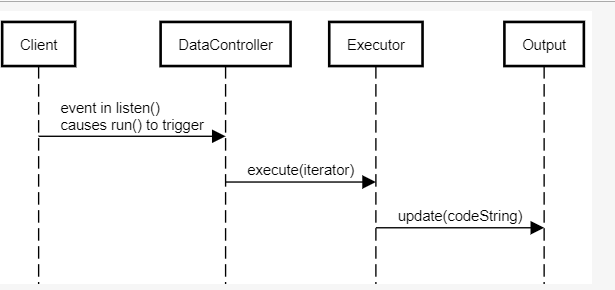 Client
DataController
Executor
Output
event in listen()
causes run() to trigger
execute(iterator)
update(codeString)